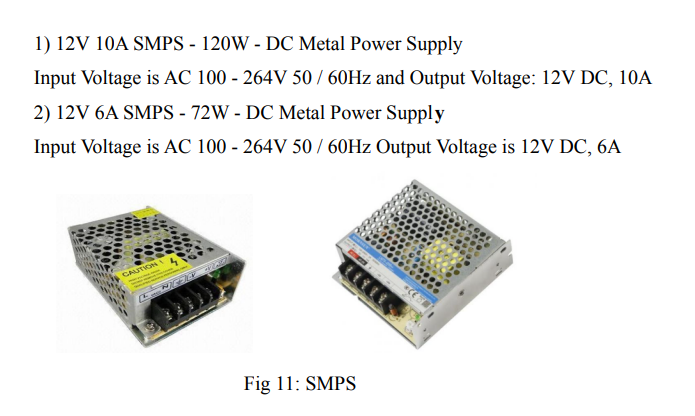 1) 12V 10A SMPS - 120W - DC Metal Power Supply
Input Voltage is AC 100 - 264V 50 / 60Hz and Output Voltage: 12V DC, 10A
2) 12V 6A SMPS - 72W - DC Metal Power Supply
Input Voltage is AC 100 - 264V 50 / 60Hz Output Voltage is 12V DC, 6A
CAUTION !
L N
Fig 11: SMPS